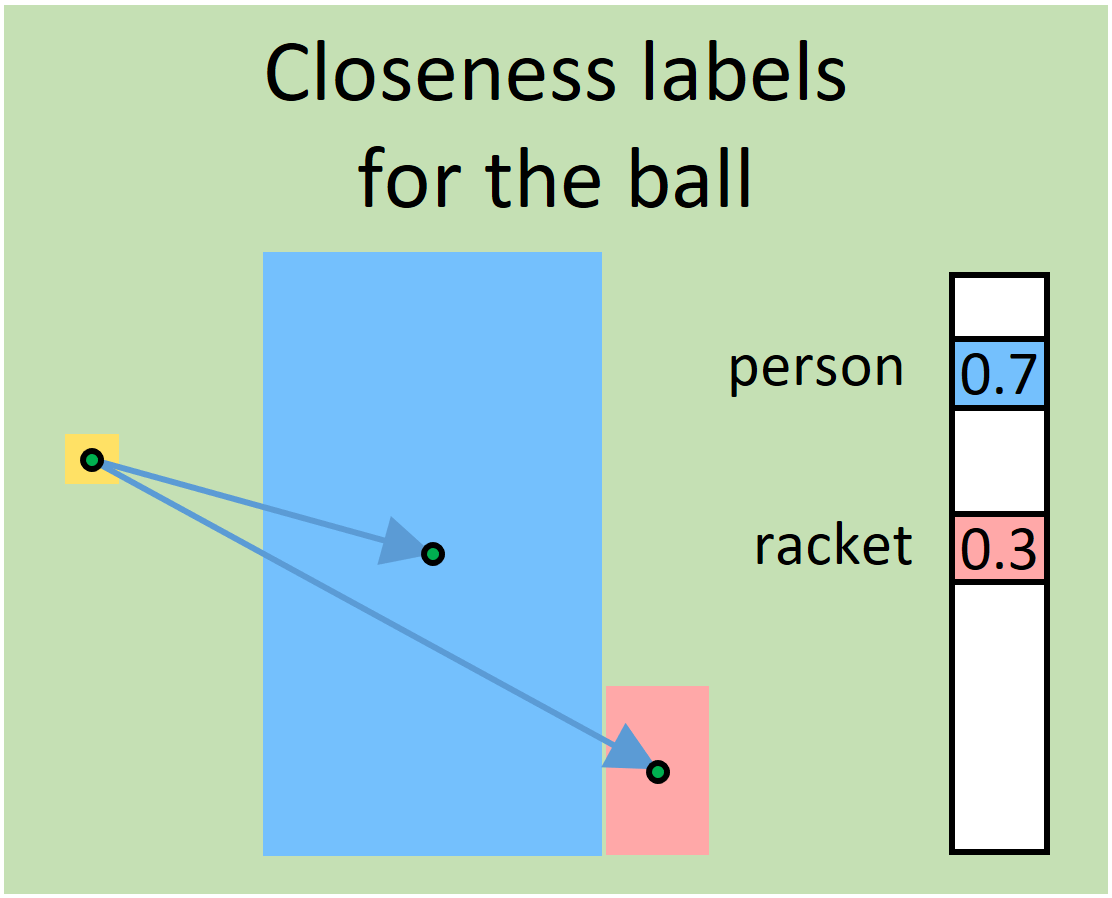 Closeness labels
for the ball
person 0.7
racket 0.3